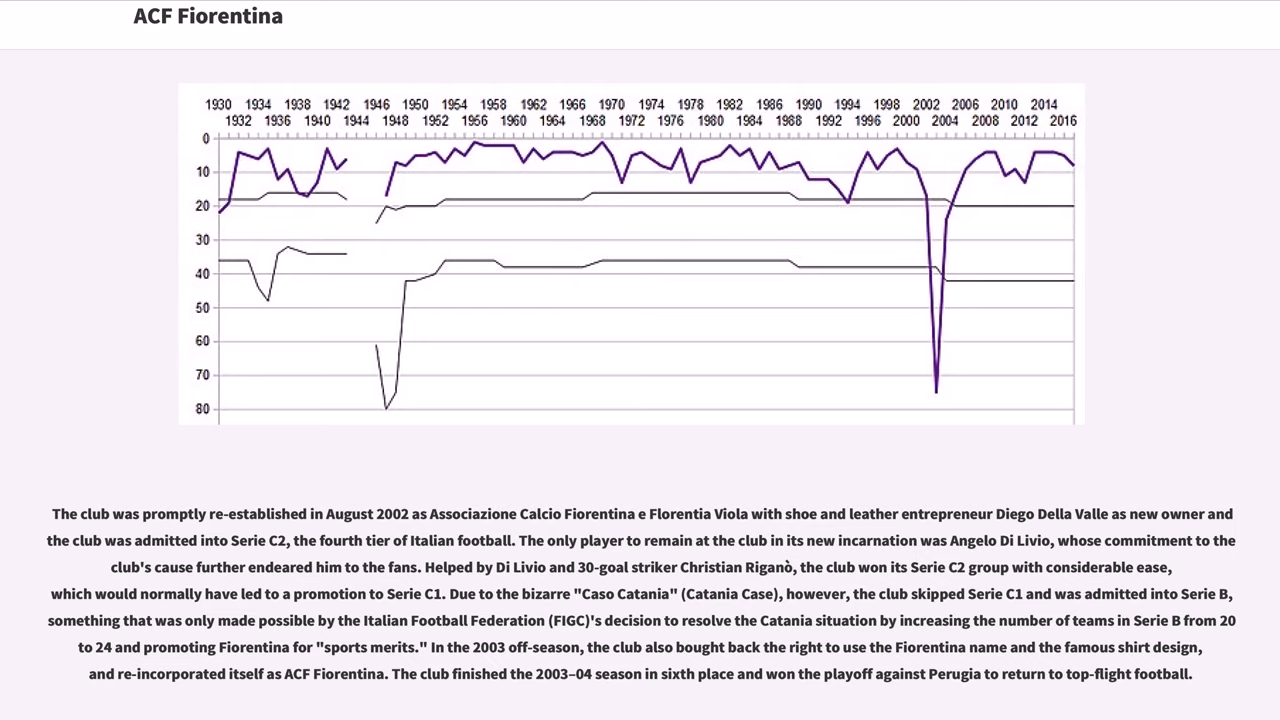 ACF Fiorentina
1930 1934 1938 1942 1946 1950 1954 1958 1962 1966 1970 1974 1978 1982 1986 1990 1994 1998 2002 2006 2010 2014
1932 1936 1940 1944 1948 1952 1956 1960 1964 1968 1972 1976 1980 1984 1988 1992 1996 2000 2004 2008 2012 2016
0
10
20
30
40
50
60
70
80
The club was promptly re-established in August 2002 as Associazione Calcio Fiorentina e Florentia Viola with shoe and leather entrepreneur Diego Della Valle as new owner and
the club was admitted into Serie C2, the fourth tier of Italian football. The only player to remain at the club in its new incarnation was Angelo Di Livio, whose commitment to the
club's cause further endeared him to the fans. Helped by Di Livio and 30-goal striker Christian Riganò, the club won its Serie C2 group with considerable ease,
which would normally have led to a promotion to Serie C1. Due to the bizarre "Caso Catania" (Catania Case), however, the club skipped Serie C1 and was admitted into Serie B,
something that was only made possible by the Italian Football Federation (FIGC)'s decision to resolve the Catania situation by increasing the number of teams in Serie B from 20
to 24 and promoting Fiorentina for "sports merits." In the 2003 off-season, the club also bought back the right to use the Fiorentina name and the famous shirt design,
and re-incorporated itself as ACF Fiorentina. The club finished the 2003–04 season in sixth place and won the playoff against Perugia to return to top-flight football.